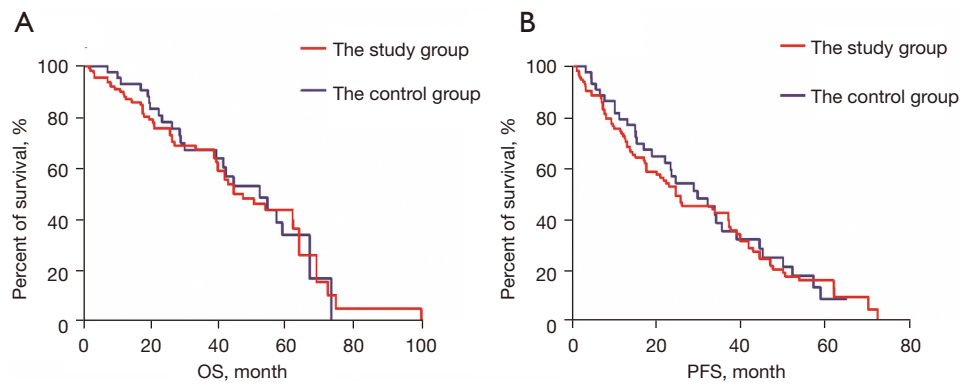 A
The study group
The control group
Percent of survival, %
100
80
60
40
20
0
0 20 40 60 80 100
OS, month
B
The study group
The control group
Percent of survival, %
100
80
60
40
20
0
0 20 40 60 80
PFS, month